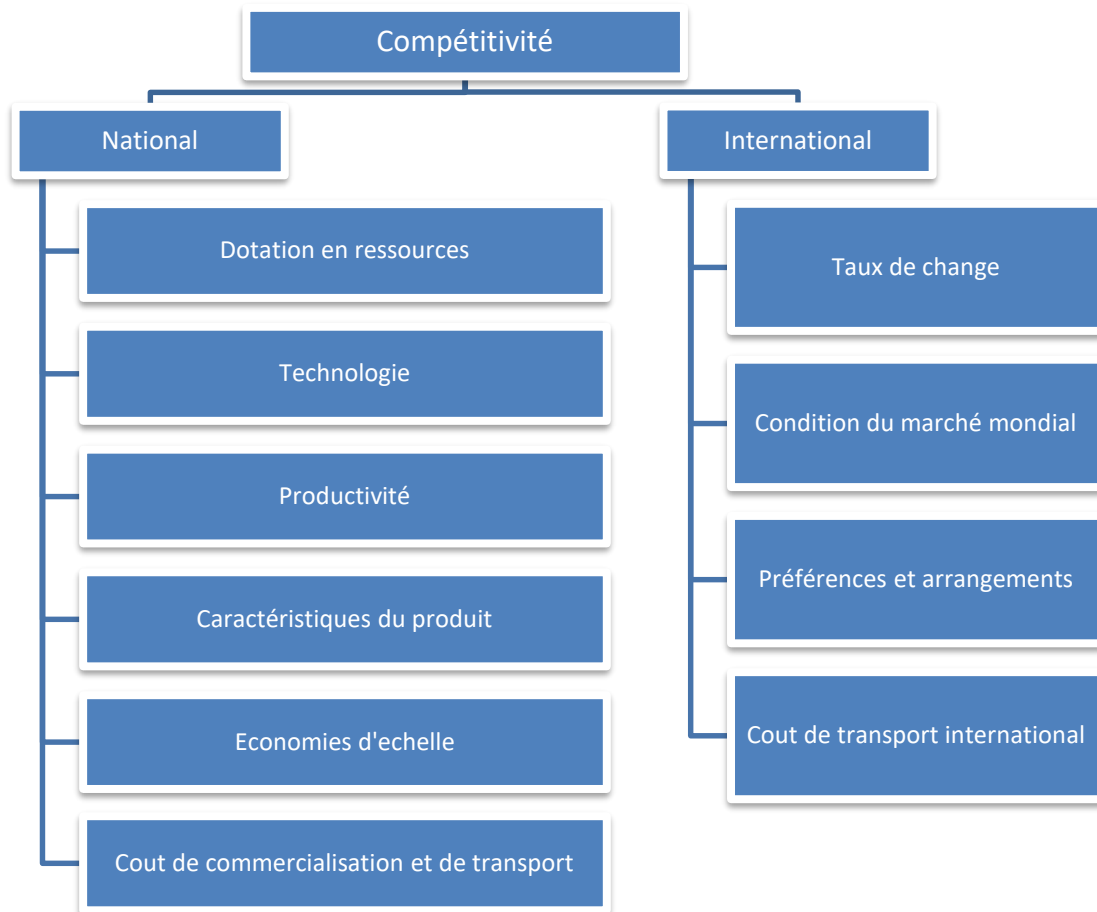 Compétitivité
National
Dotation en ressources
Technologie
Productivité
Caractéristiques du produit
Economies d'echelle
Cout de commercialisation et de transport
International
Taux de change
Condition du marché mondial
Préférences et arrangements
Cout de transport international